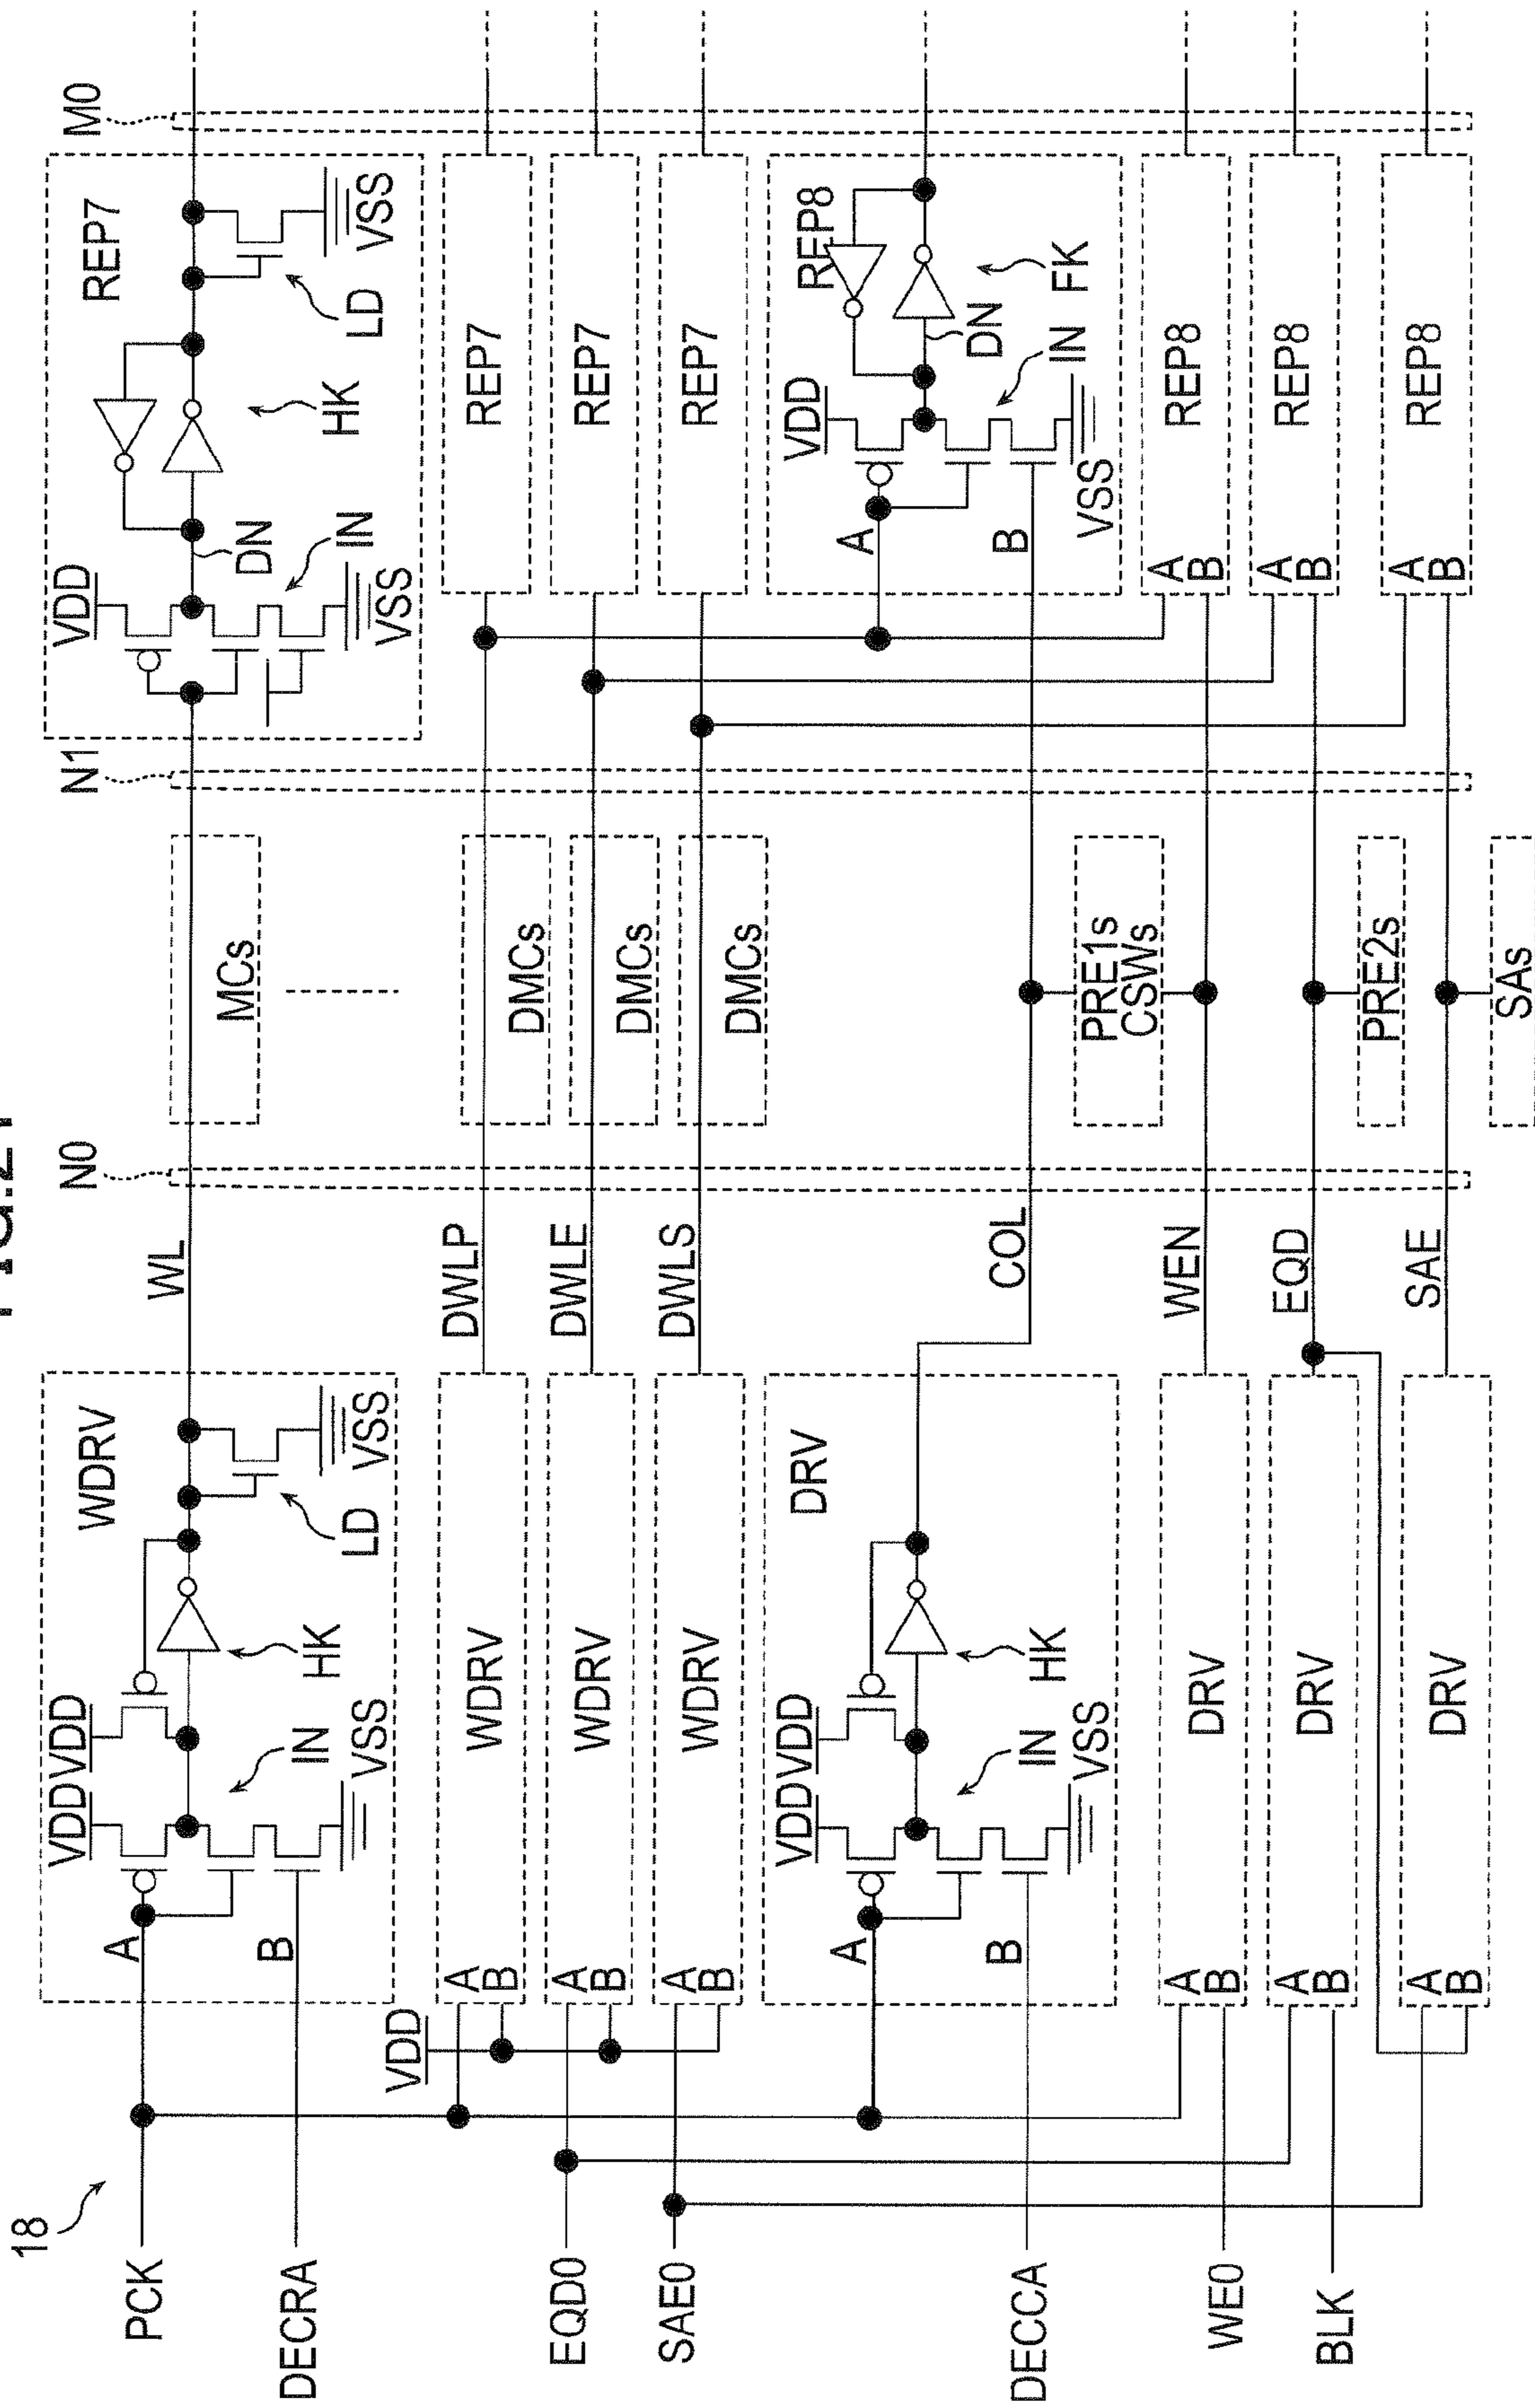 18
PCK
DECRA
EQD0
SAE0
DECCA
WE0
BLK
WDRV
VDD
VDD
A
B
IN
VSS
HK
LD
VSS
VDD
A
B
WDRV
A
B
WDRV
A
B
WDRV
DRV
VDD
VDD
A
B
IN
VSS
HK
A
B
DRV
A
B
DRV
A
B
DRV
WL
DWLP
DWLE
DWLS
COL
WEN
EQD
SAE
N0
MCs
DMCs
DMCs
DMCs
PRE1s
CSWs
PRE2s
SAs
N1
REP7
VDD
IN
VSS
DN
HK
LD
VSS
REP7
REP7
REP7
REP8
VDD
A
B
IN
VSS
DN
FK
A
B
REP8
A
B
REP8
A
B
REP8
M0